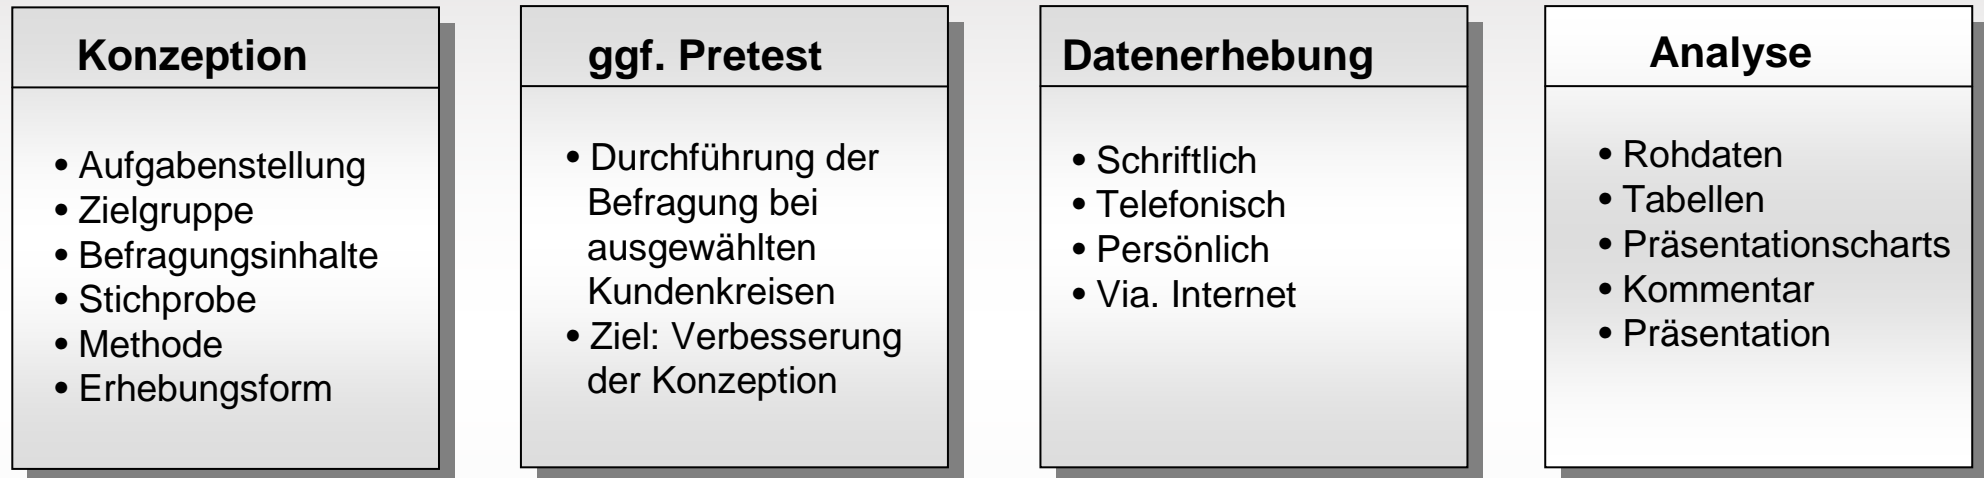 Konzeption
• Aufgabenstellung
• Zielgruppe
• Befragungsinhalte
• Stichprobe
• Methode
• Erhebungsform
ggf. Pretest
• Durchführung der
Befragung bei
ausgewählten
Kundenkreisen
• Ziel: Verbesserung
der Konzeption
Datenerhebung
• Schriftlich
• Telefonisch
• Persönlich
• Via. Internet
Analyse
• Rohdaten
• Tabellen
• Präsentationscharts
• Kommentar
• Präsentation